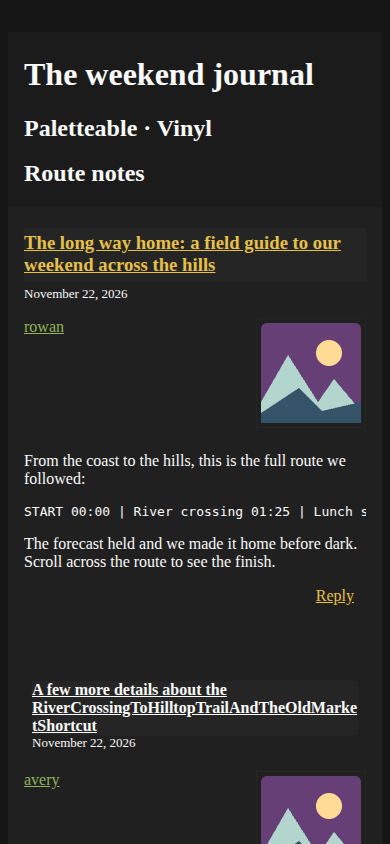 The weekend journal
Paletteable · Vinyl
Route notes
The long way home: a field guide to our
weekend across the hills
November 22, 2026
rowan
From the coast to the hills, this is the full route we
followed:
START 00:00 | River crossing 01:25 | Lunch
The forecast held and we made it home before dark.
Scroll across the route to see the finish.
Reply
A few more details about the
RiverCrossingToHilltopTrailAndTheOldMarke
tShortcut
November 22, 2026
avery